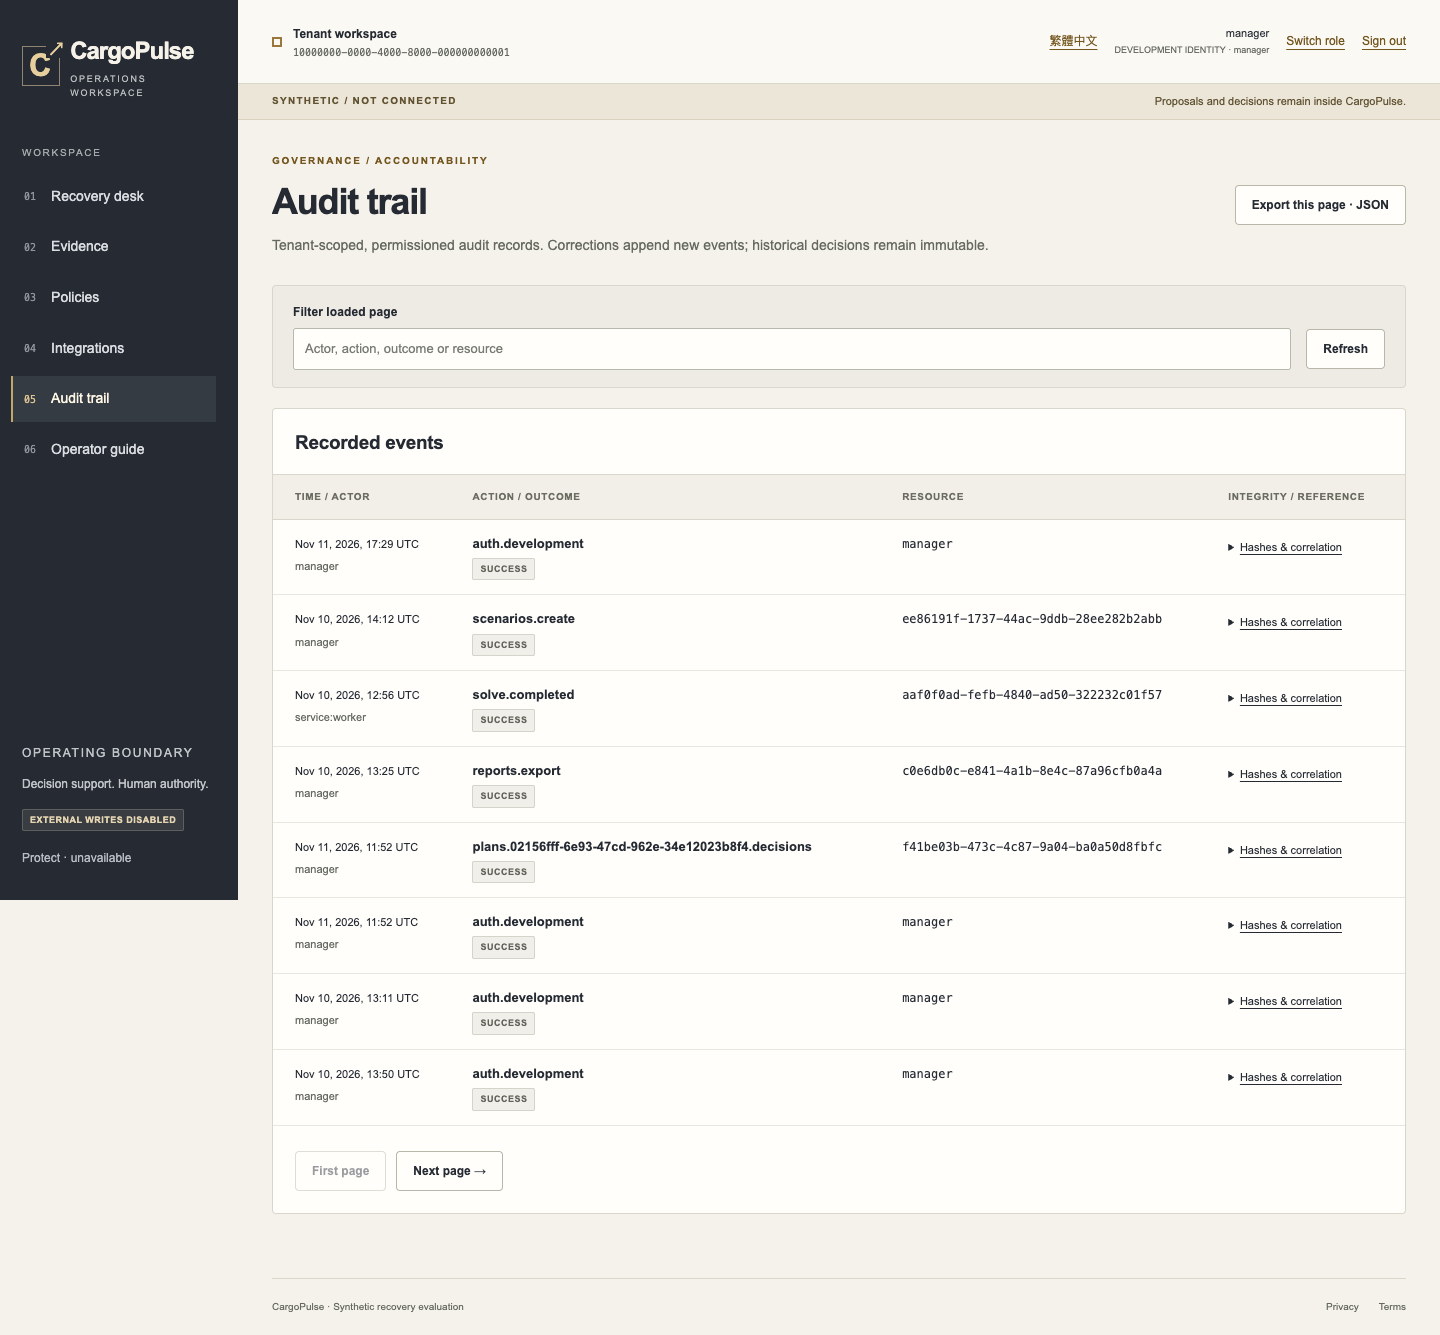 C
CargoPulse
OPERATIONS
WORKSPACE
WORKSPACE
01 Recovery desk
02 Evidence
03 Policies
04 Integrations
05 Audit trail
06 Operator guide
OPERATING BOUNDARY
Decision support. Human authority.
EXTERNAL WRITES DISABLED
Protect · unavailable
Tenant workspace
10000000-0000-4000-8000-000000000001
繁體中文
manager
DEVELOPMENT IDENTITY · manager
Switch role
Sign out
SYNTHETIC / NOT CONNECTED
Proposals and decisions remain inside CargoPulse.
GOVERNANCE / ACCOUNTABILITY
Audit trail
Export this page · JSON
Tenant-scoped, permissioned audit records. Corrections append new events; historical decisions remain immutable.
Filter loaded page
Actor, action, outcome or resource
Refresh
Recorded events
TIME / ACTOR ACTION / OUTCOME RESOURCE INTEGRITY / REFERENCE
Nov 11, 2026, 17:29 UTC auth.development manager ▶ Hashes & correlation
manager SUCCESS
Nov 10, 2026, 14:12 UTC scenarios.create ee86191f-1737-44ac-9ddb-28ee282b2abb ▶ Hashes & correlation
manager SUCCESS
Nov 10, 2026, 12:56 UTC solve.completed aaf0f0ad-fefb-4840-ad50-322232c01f57 ▶ Hashes & correlation
service:worker SUCCESS
Nov 10, 2026, 13:25 UTC reports.export c0e6db0c-e841-4a1b-8e4c-87a96cfb0a4a ▶ Hashes & correlation
manager SUCCESS
Nov 11, 2026, 11:52 UTC plans.02156fff-6e93-47cd-962e-34e12023b8f4.decisions f41be03b-473c-4c87-9a04-ba0a50d8fbfc ▶ Hashes & correlation
manager SUCCESS
Nov 11, 2026, 11:52 UTC auth.development manager ▶ Hashes & correlation
manager SUCCESS
Nov 10, 2026, 13:11 UTC auth.development manager ▶ Hashes & correlation
manager SUCCESS
Nov 10, 2026, 13:50 UTC auth.development manager ▶ Hashes & correlation
manager SUCCESS
First page
Next page →
CargoPulse · Synthetic recovery evaluation
Privacy
Terms